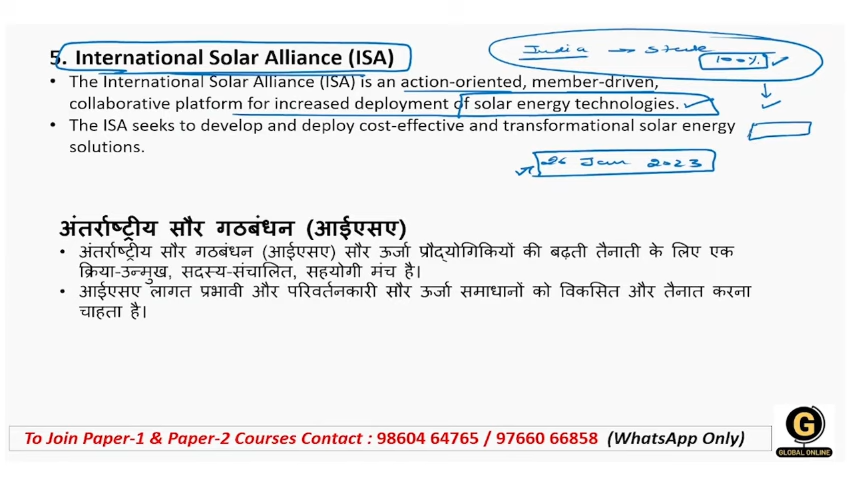 5. International Solar Alliance (ISA)
India → State
100%
• The International Solar Alliance (ISA) is an action-oriented, member-driven,
collaborative platform for increased deployment of solar energy technologies.
• The ISA seeks to develop and deploy cost-effective and transformational solar energy
solutions.
26 Jan 2023
अंतर्राष्ट्रीय सौर गठबंधन (आईएसए)
• अंतर्राष्ट्रीय सौर गठबंधन (आईएसए) सौर ऊर्जा प्रौद्योगिकियों की बढ़ती तैनाती के लिए एक
क्रिया-उन्मुख, सदस्य-संचालित, सहयोगी मंच है।
• आईएसए लागत प्रभावी और परिवर्तनकारी सौर ऊर्जा समाधानों को विकसित और तैनात करना
चाहता है।
To Join Paper-1 & Paper-2 Courses Contact : 98604 64765 / 97660 66858 (WhatsApp Only)
G
GLOBAL ONLINE